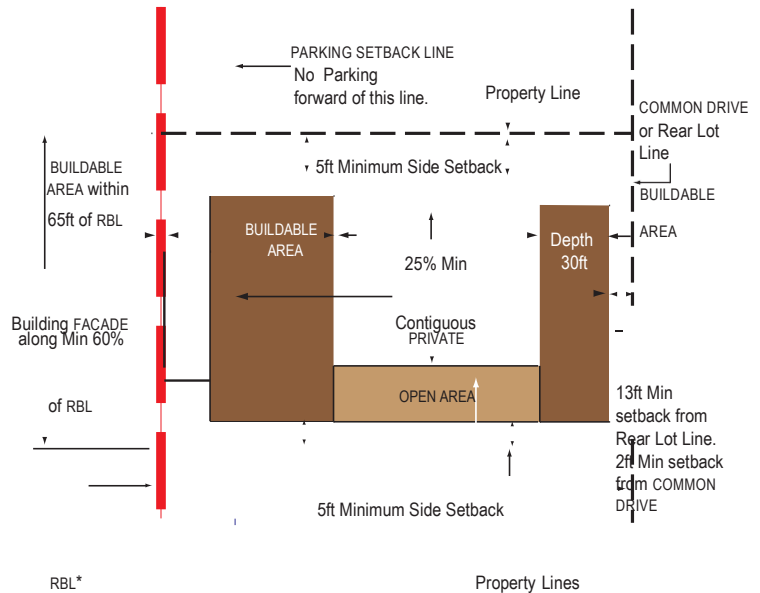 PARKING SETBACK LINE
No Parking
forward of this line.
Property Line
COMMON DRIVE
or Rear Lot
Line
5ft Minimum Side Setback
BUILDABLE
AREA within
65ft of RBL
BUILDABLE
AREA
BUILDABLE
AREA
Depth
30ft
25% Min
Building FACADE
along Min 60%
of RBL
Contiguous
PRIVATE
OPEN AREA
13ft Min
setback from
Rear Lot Line.
2ft Min setback
from COMMON
DRIVE
5ft Minimum Side Setback
RBL*
Property Lines